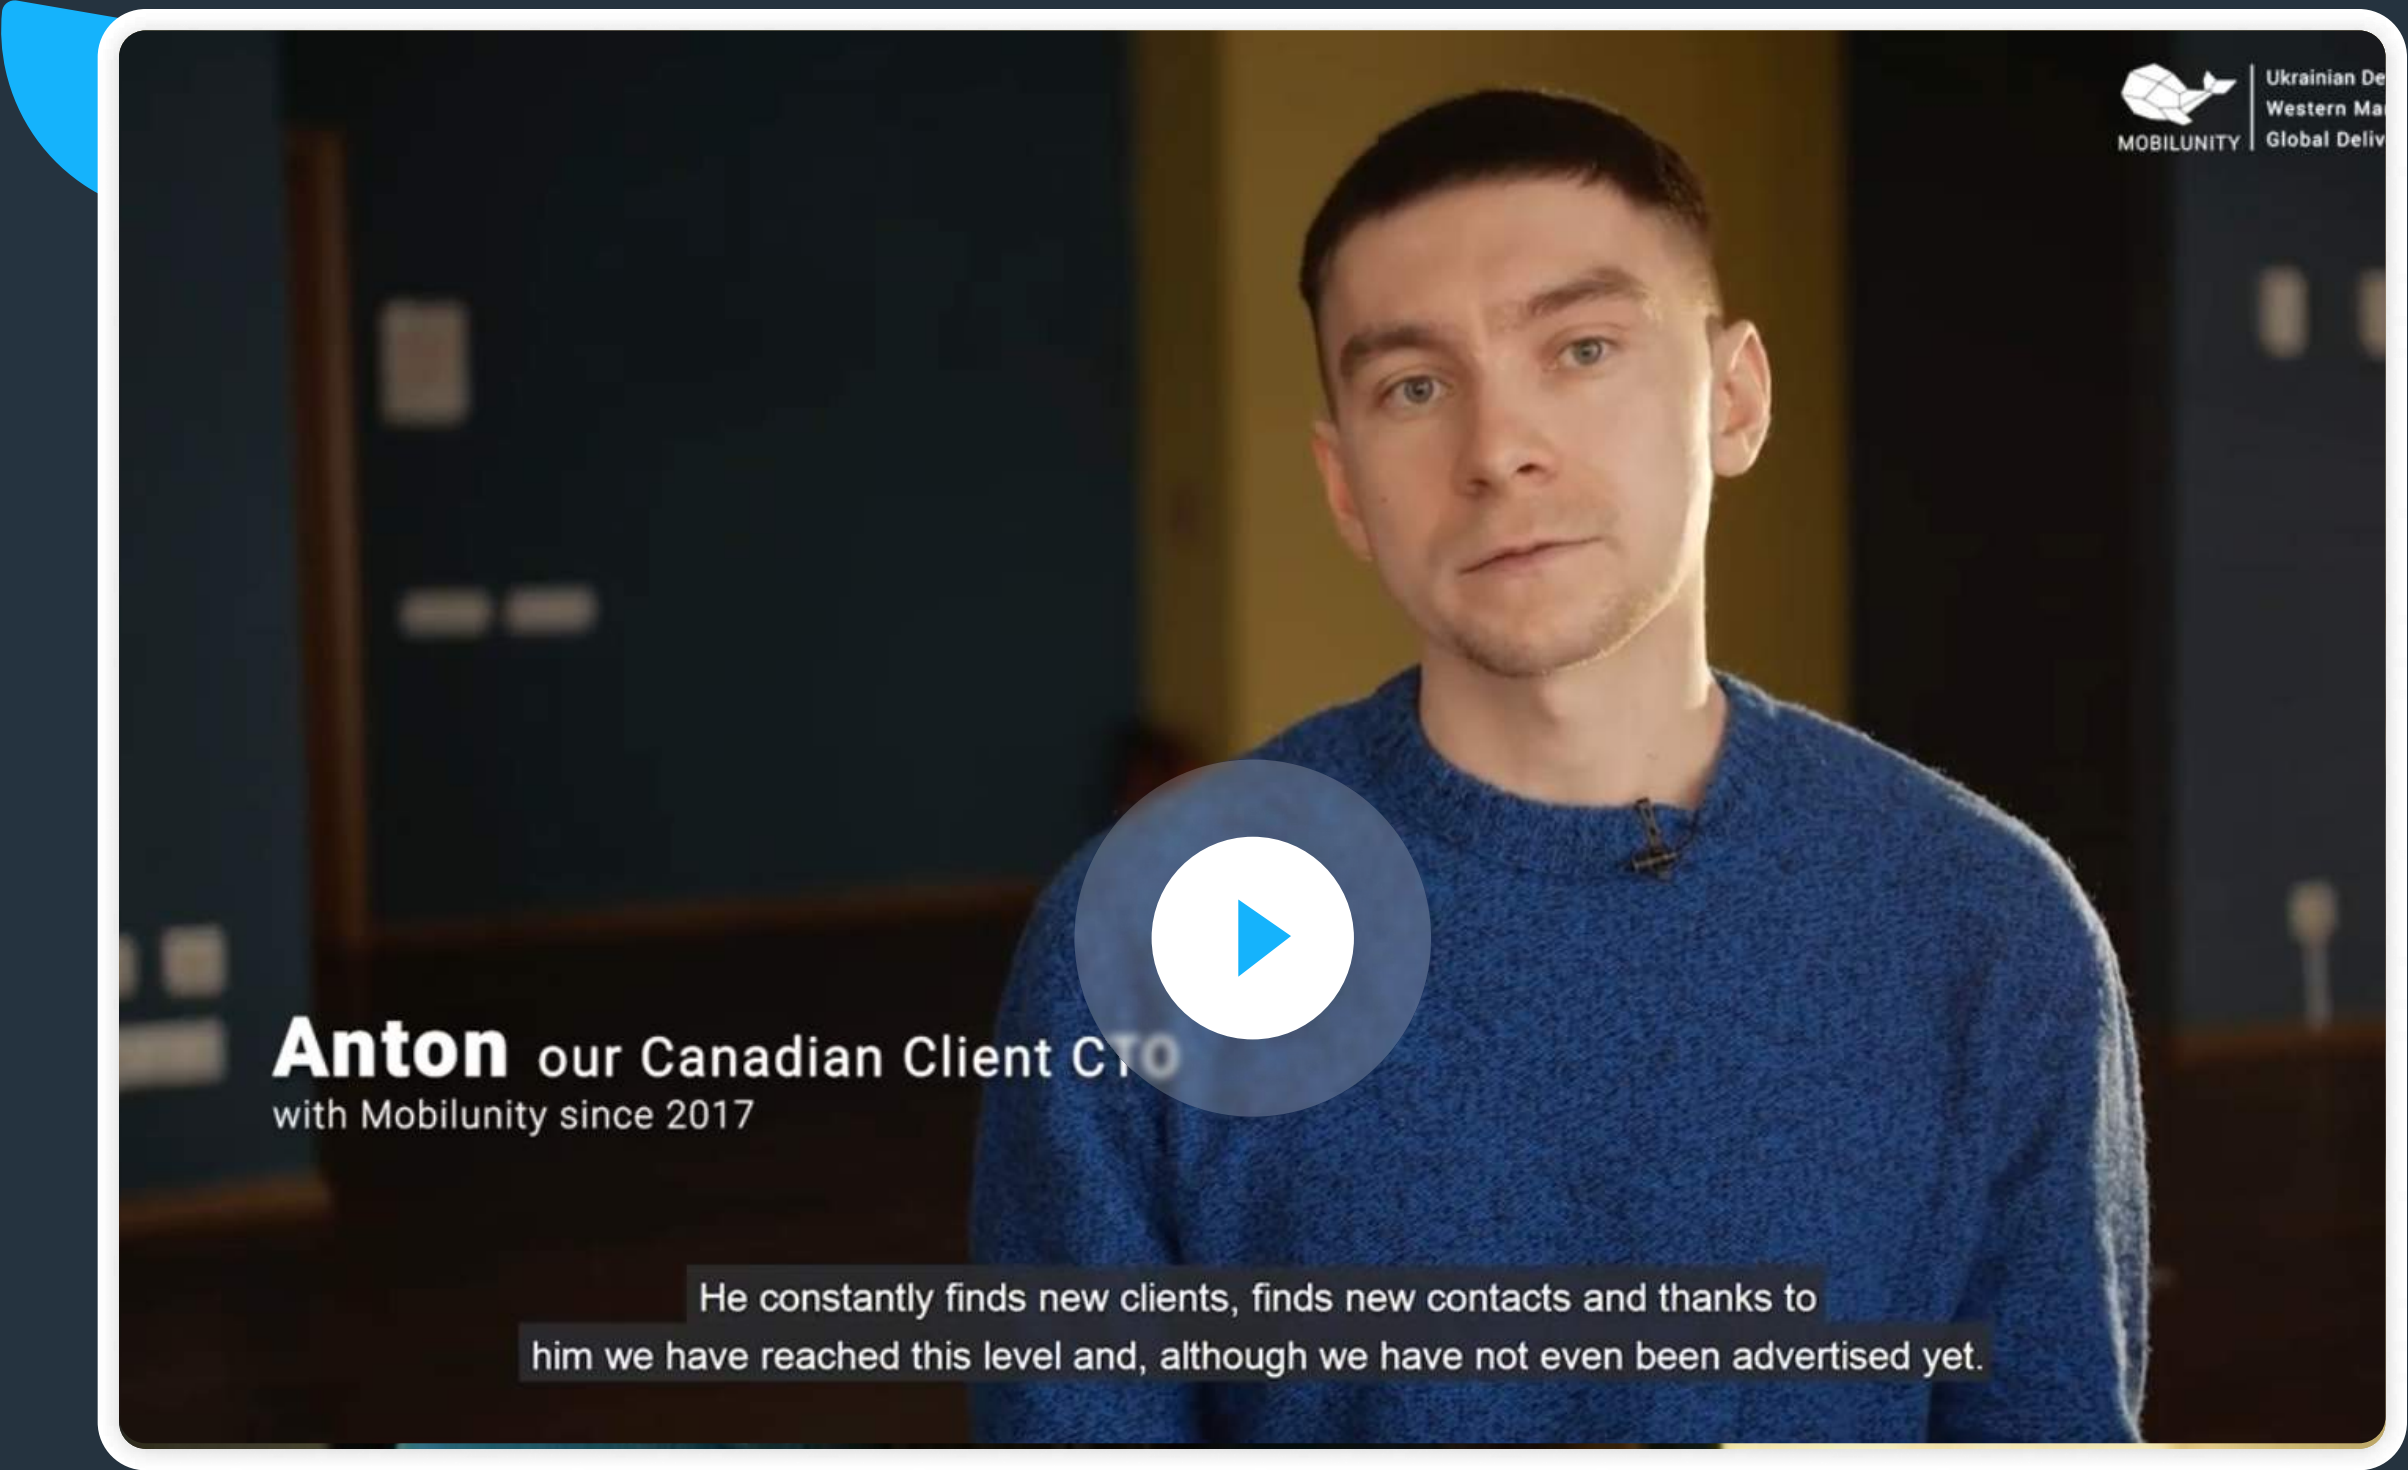 Ukrainian De
Western Ma
MOBILUNITY Global Deliv
Anton our Canadian Client CTO
with Mobilunity since 2017
He constantly finds new clients, finds new contacts and thanks to
him we have reached this level and, although we have not even been advertised yet.